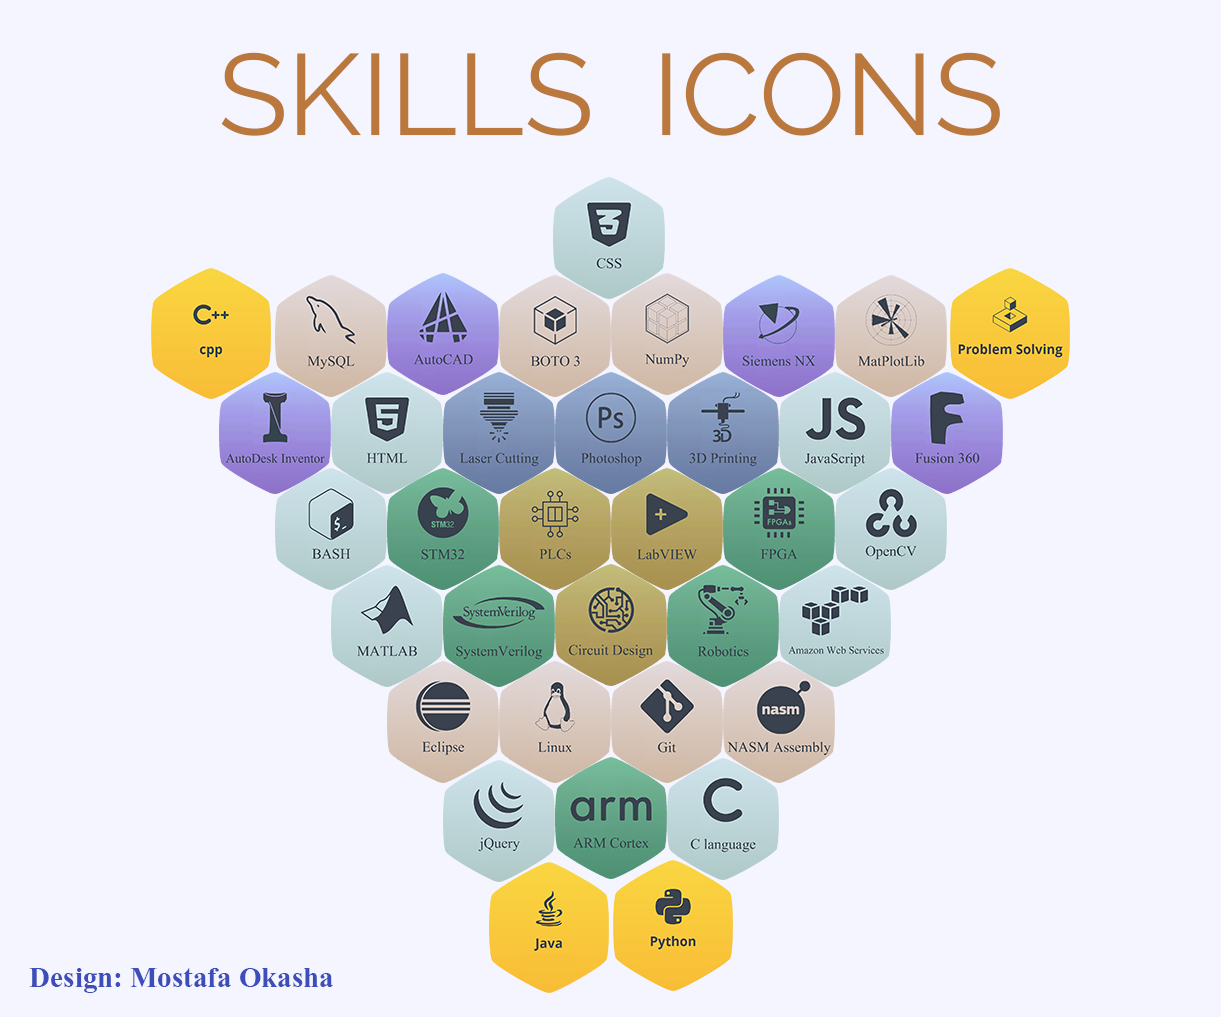 SKILLS ICONS
CSS
C++
cpp
MySQL
AutoCAD
BOTO 3
NumPy
Siemens NX
MatPlotLib
Problem Solving
AutoDesk Inventor
HTML
Laser Cutting
Ps
Photoshop
3D
3D Printing
JS
JavaScript
Fusion 360
$_
BASH
STM32
STM32
PLCs
LabVIEW
FPGAs
FPGA
OpenCV
MATLAB
SystemVerilog
SystemVerilog
Circuit Design
Robotics
Amazon Web Services
Eclipse
Linux
Git
nasm
NASM Assembly
jQuery
arm
ARM Cortex
C
C language
Java
Python
Design: Mostafa Okasha